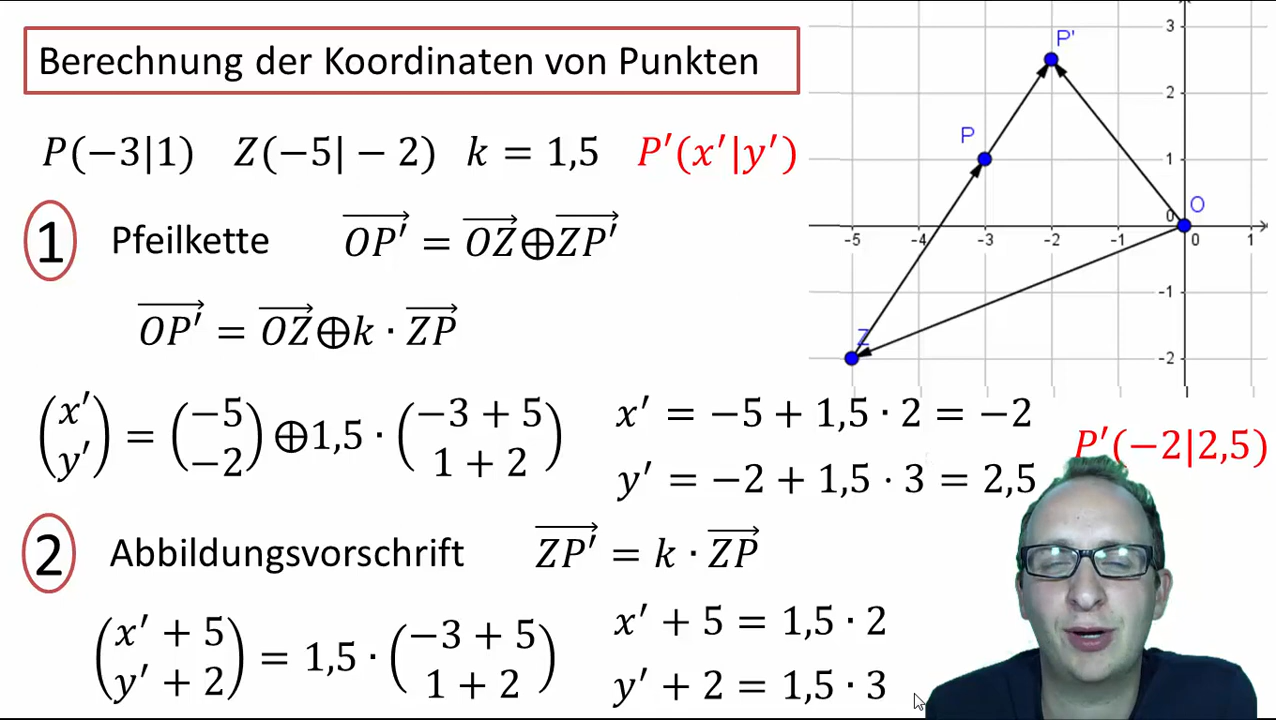 Berechnung der Koordinaten von Punkten
P(−3|1) Z(−5|−2) k = 1,5 P′(x′|y′)
1 Pfeilkette OP′ = OZ⊕ZP′
OP′ = OZ⊕k · ZP
(x′ y′) = (−5 −2) ⊕1,5 · (−3 + 5 1 + 2)
x′ = −5 + 1,5 · 2 = −2
y′ = −2 + 1,5 · 3 = 2,5
P′(−2|2,5)
2 Abbildungsvorschrift ZP′ = k · ZP
(x′ + 5 y′ + 2) = 1,5 · (−3 + 5 1 + 2)
x′ + 5 = 1,5 · 2
y′ + 2 = 1,5 · 3
3
P'
2
P
1
O
0
-5 -4 -3 -2 -1 0 1
-1
Z
-2